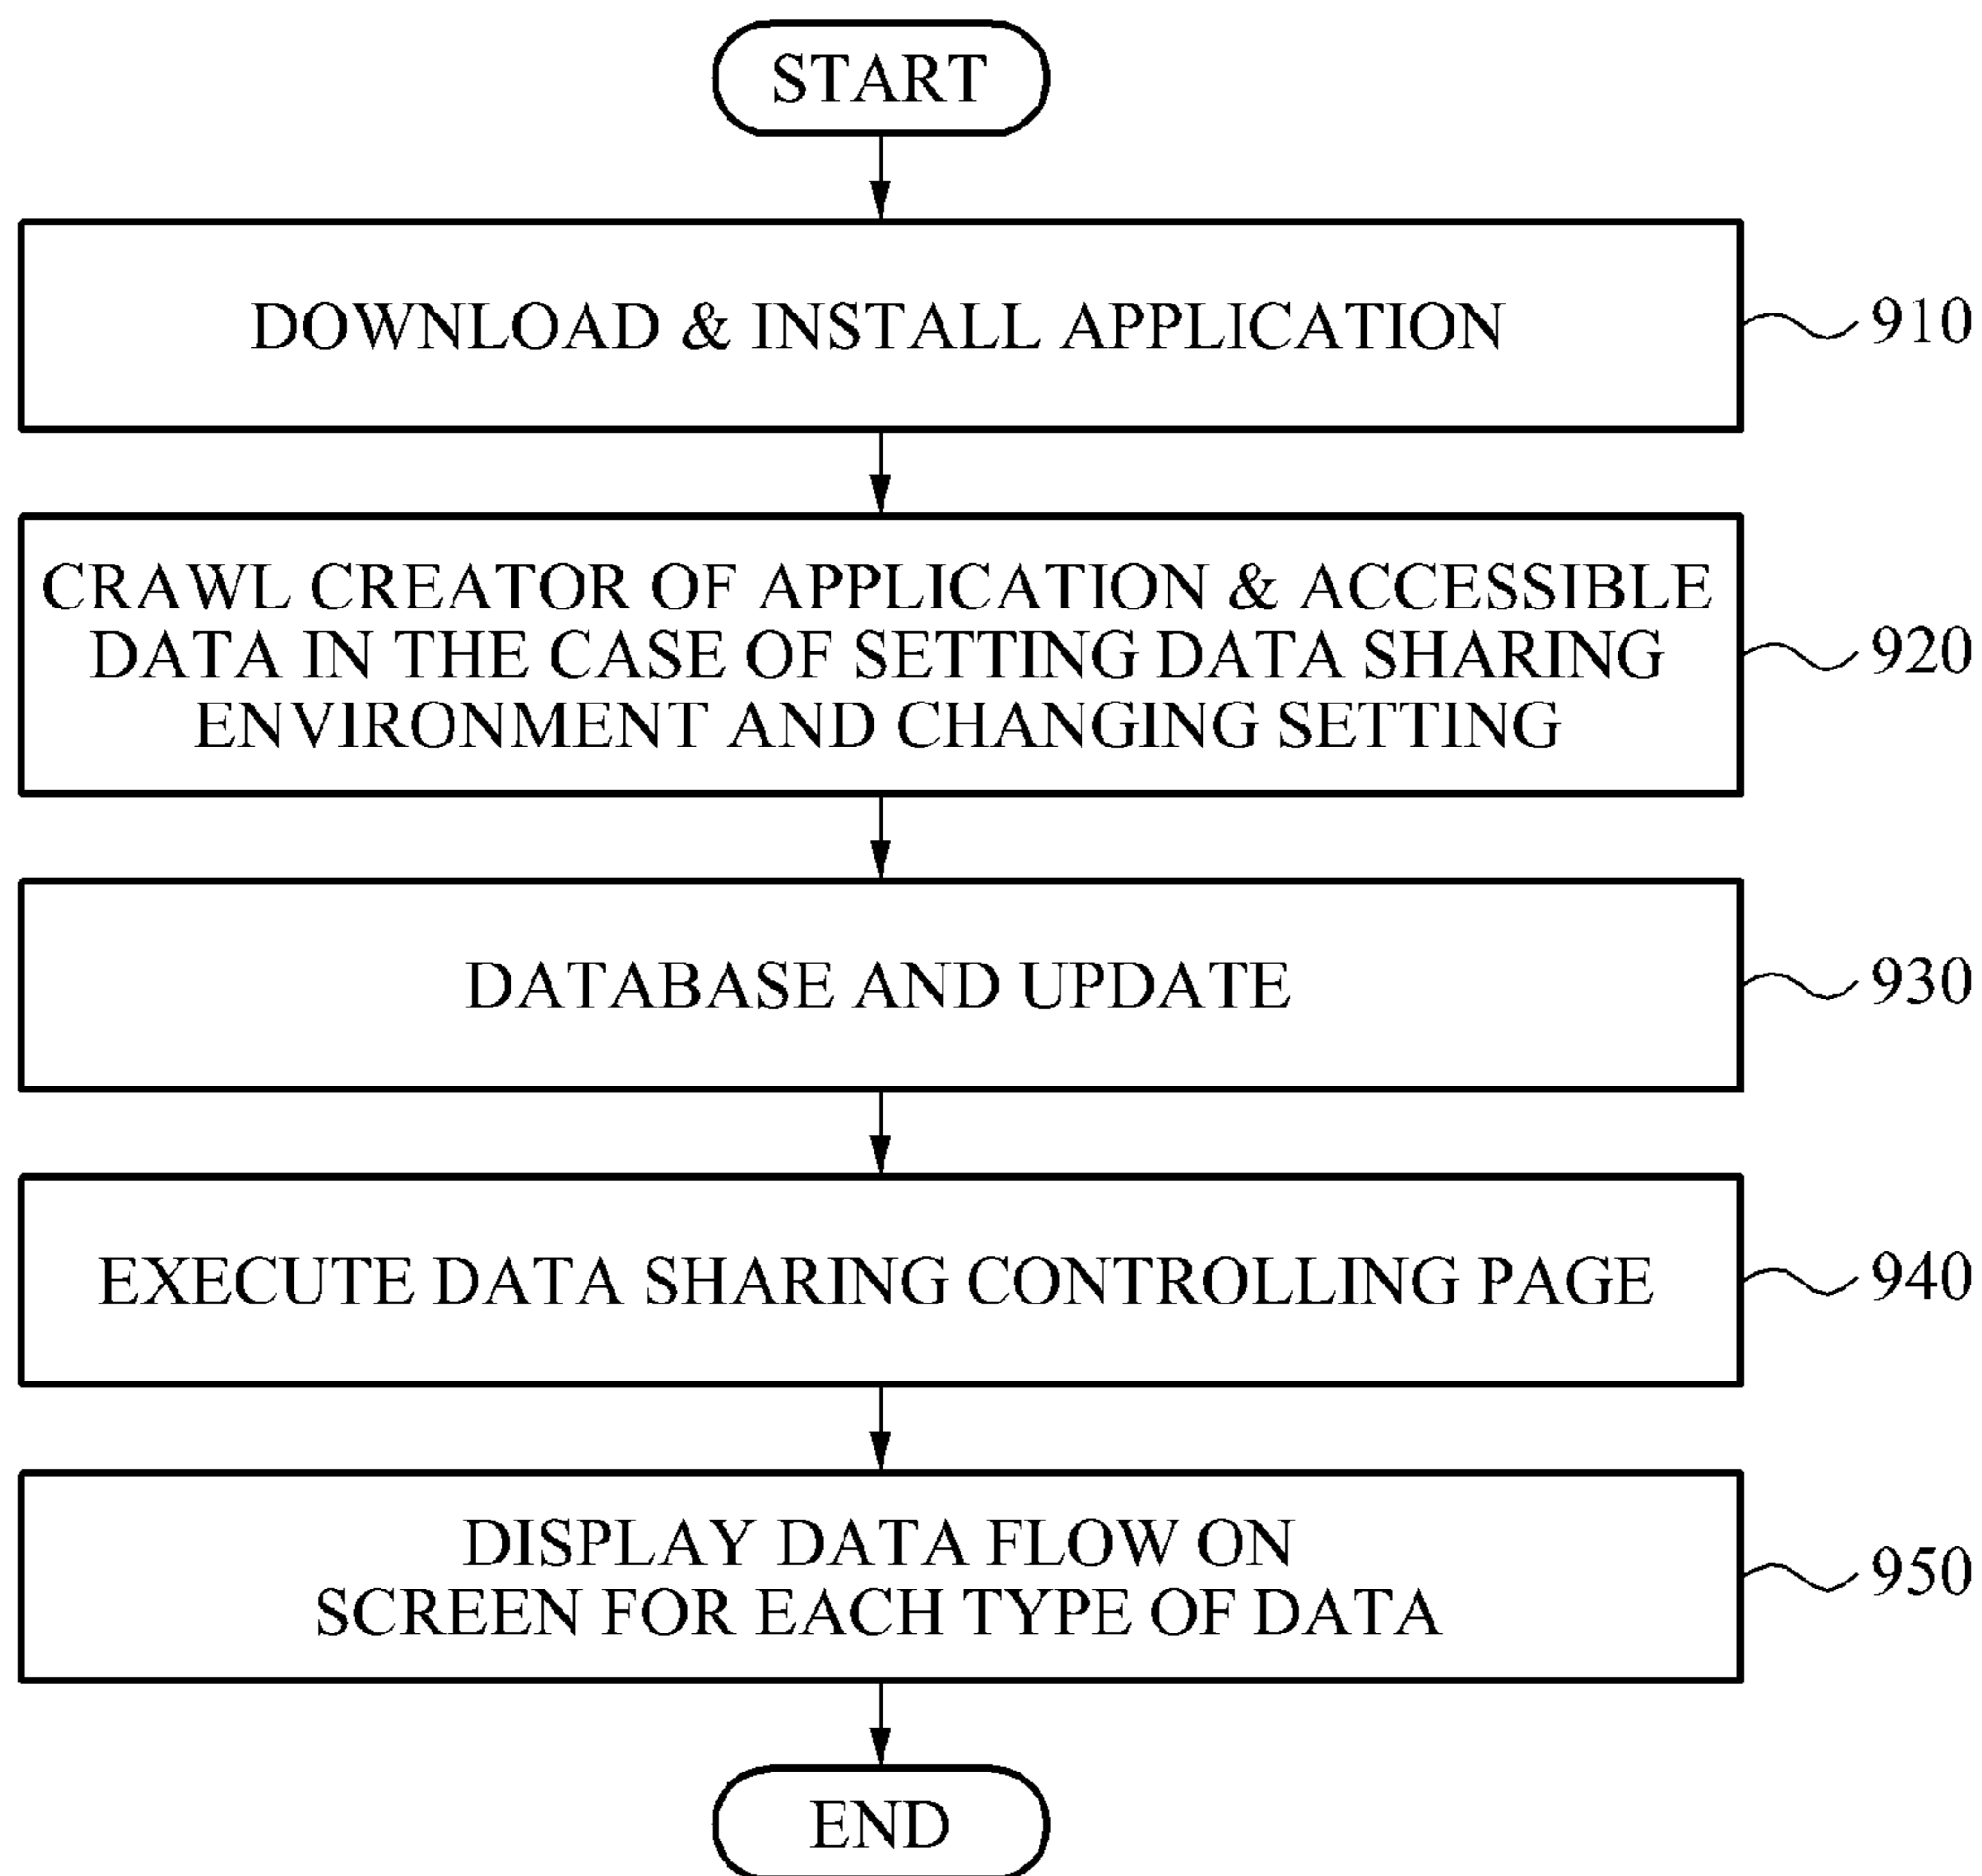 START
DOWNLOAD & INSTALL APPLICATION
910
CRAWL CREATOR OF APPLICATION & ACCESSIBLE
DATA IN THE CASE OF SETTING DATA SHARING
ENVIRONMENT AND CHANGING SETTING
920
DATABASE AND UPDATE
930
EXECUTE DATA SHARING CONTROLLING PAGE
940
DISPLAY DATA FLOW ON
SCREEN FOR EACH TYPE OF DATA
950
END